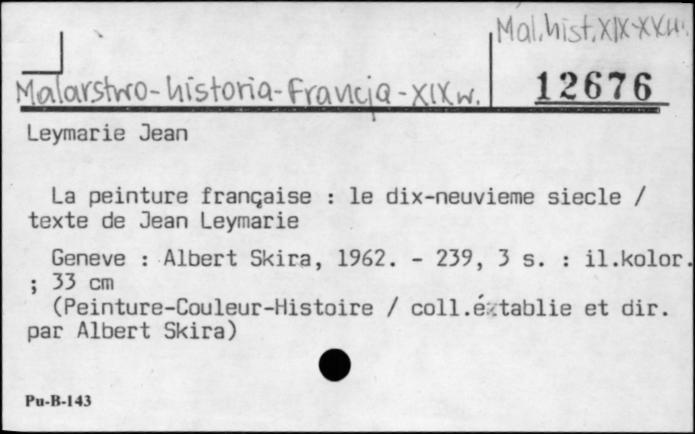 Mal.hist.XIX-XX w.
Malarstwo-historia-Francja-XIX w.
12676
Leymarie Jean
La peinture française : le dix-neuvieme siecle /
texte de Jean Leymarie
Geneve : Albert Skira, 1962. - 239, 3 s. : il.kolor.
; 33 cm
(Peinture-Couleur-Histoire / coll.éxtablie et dir.
par Albert Skira)
Pu-B-143